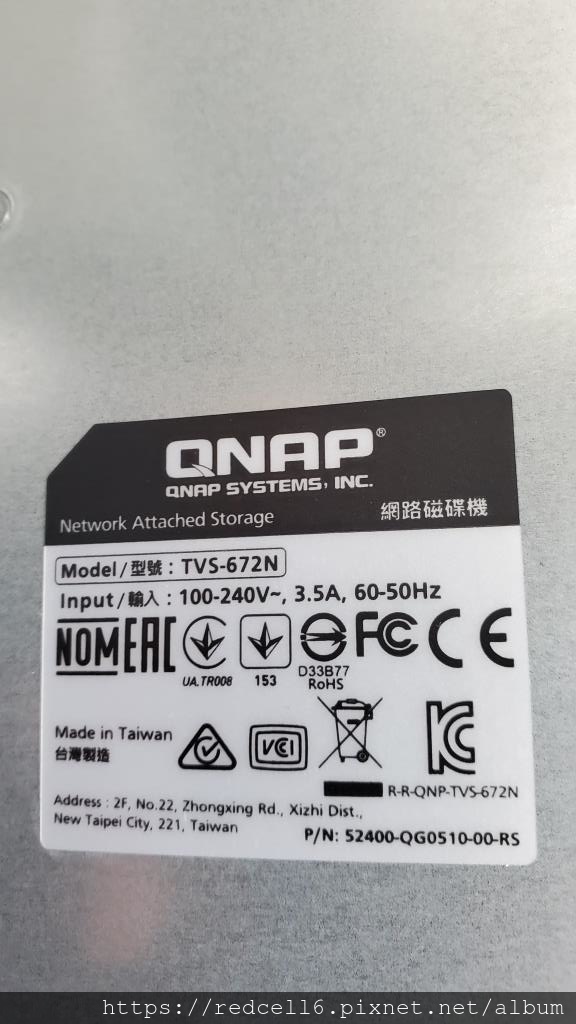 QNAP®
QNAP SYSTEMS, INC.
Network Attached Storage 網路磁碟機
Model/型號：TVS-672N
Input/輸入：100-240V~, 3.5A, 60-50Hz
NOM EAC FCC CE
UA.TR008 153 D33B77
RoHS
Made in Taiwan
台灣製造
VCI
KC
R-R-QNP-TVS-672N
Address : 2F, No.22, Zhongxing Rd., Xizhi Dist.,
New Taipei City, 221, Taiwan
P/N: 52400-QG0510-00-RS
https://redcell6.pixnet.net/album